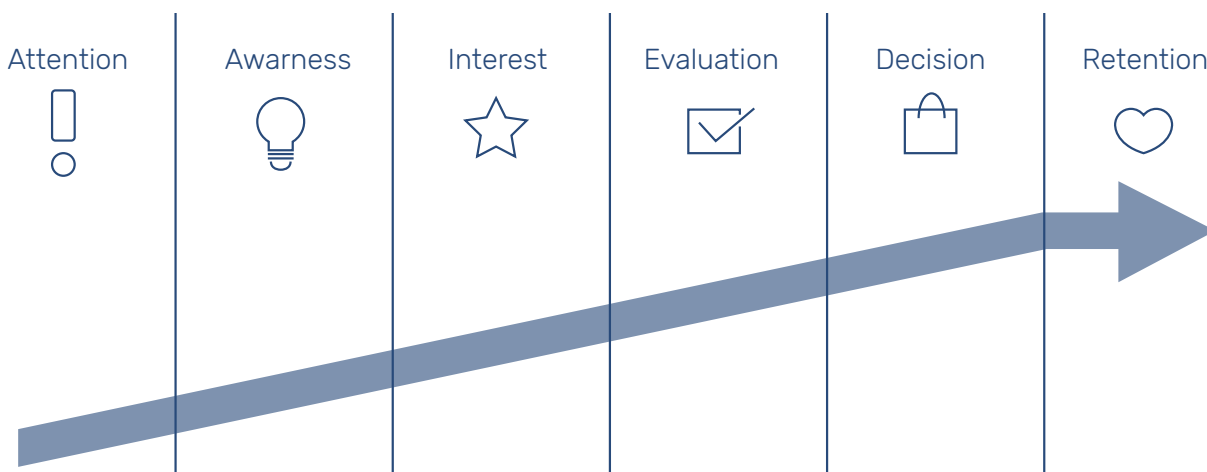 Attention
Awarness
Interest
Evaluation
Decision
Retention